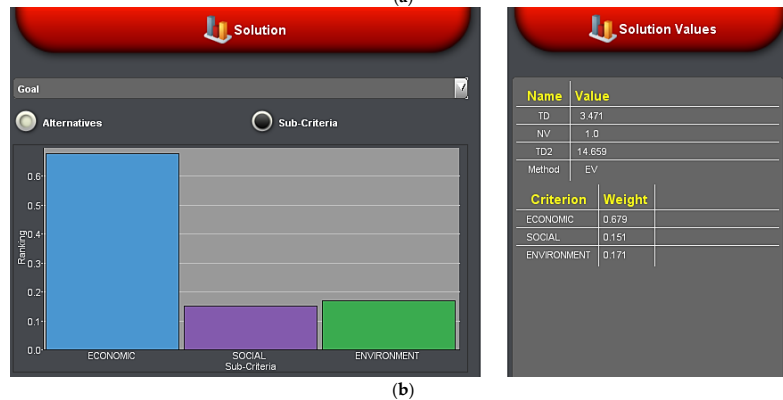 (a)
Solution
Goal
Alternatives
Sub-Criteria
Ranking
0.6
0.5
0.4
0.3
0.2
0.1
0.0
ECONOMIC
SOCIAL
ENVIRONMENT
Sub-Criteria
Solution Values
Name Value
TD 3.471
NV 1.0
TD2 14.659
Method EV
Criterion Weight
ECONOMIC 0.679
SOCIAL 0.151
ENVIRONMENT 0.171
(b)